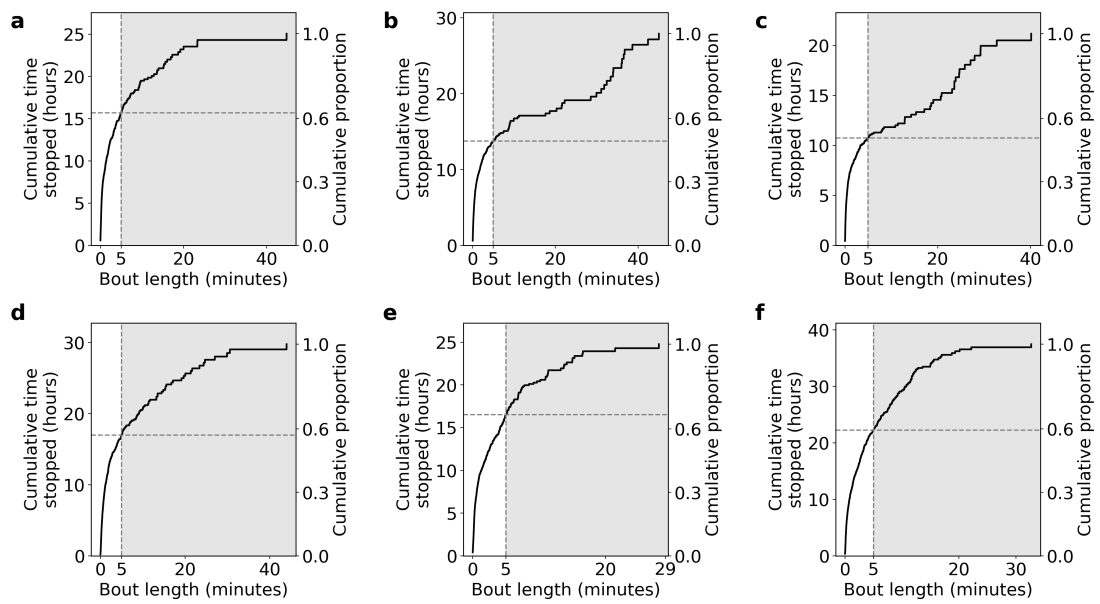 a
Cumulative time
stopped (hours)
25
20
15
10
5
0
0 5 20 40
Bout length (minutes)
1.0
0.6
0.3
0.0
Cumulative proportion
b
Cumulative time
stopped (hours)
30
20
10
0
0 5 20 40
Bout length (minutes)
1.0
0.6
0.3
0.0
Cumulative proportion
c
Cumulative time
stopped (hours)
20
15
10
5
0
0 5 20 40
Bout length (minutes)
1.0
0.6
0.3
0.0
Cumulative proportion
d
Cumulative time
stopped (hours)
30
20
10
0
0 5 20 40
Bout length (minutes)
1.0
0.6
0.3
0.0
Cumulative proportion
e
Cumulative time
stopped (hours)
25
20
15
10
5
0
0 5 20 29
Bout length (minutes)
1.0
0.6
0.3
0.0
Cumulative proportion
f
Cumulative time
stopped (hours)
40
30
20
10
0
0 5 20 30
Bout length (minutes)
1.0
0.6
0.3
0.0
Cumulative proportion